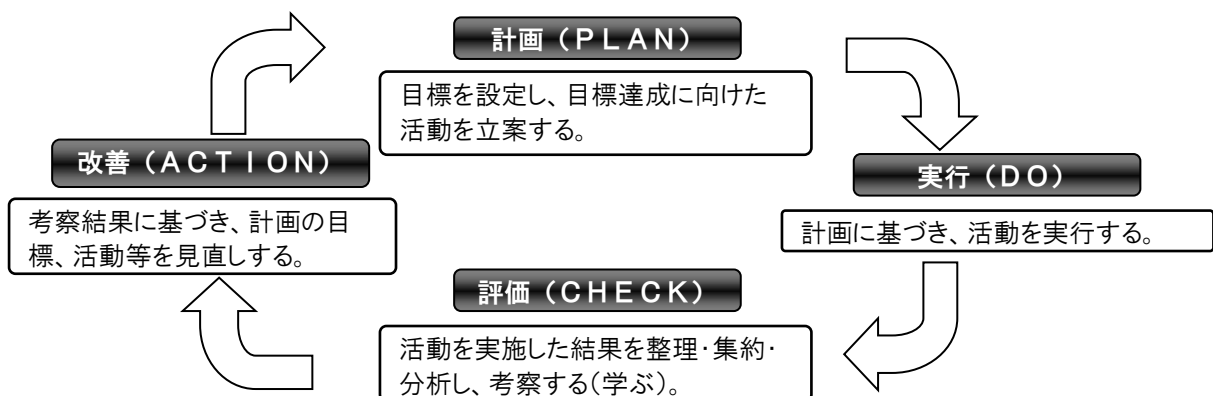 計画（ＰＬＡＮ）
目標を設定し、目標達成に向けた
活動を立案する。
実行（ＤＯ）
計画に基づき、活動を実行する。
評価（ＣＨＥＣＫ）
活動を実施した結果を整理･集約･
分析し、考察する（学ぶ）。
改善（ＡＣＴＩＯＮ）
考察結果に基づき、計画の目
標、活動等を見直しする。